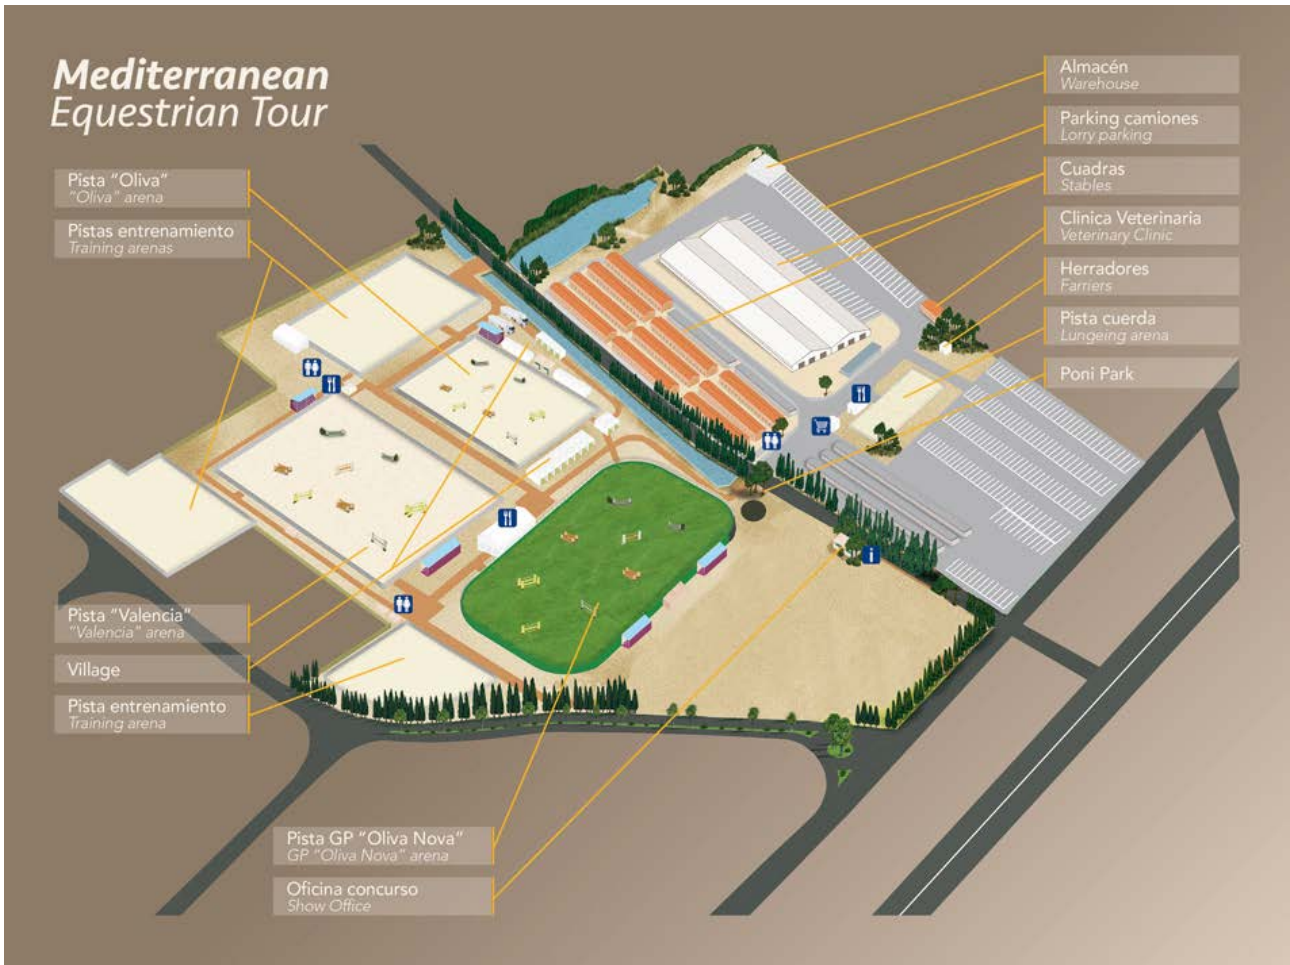 Mediterranean
Equestrian Tour
Pista "Oliva"
"Oliva" arena
Pistas entrenamiento
Training arenas
Almacén
Warehouse
Parking camiones
Lorry parking
Cuadras
Stables
Clinica Veterinaria
Veterinary Clinic
Herradores
Farriers
Pista cuerda
Lungeing arena
Poni Park
i
Pista "Valencia"
"Valencia" arena
Village
Pista entrenamiento
Training arena
Pista GP "Oliva Nova"
GP "Oliva Nova" arena
Oficina concurso
Show Office